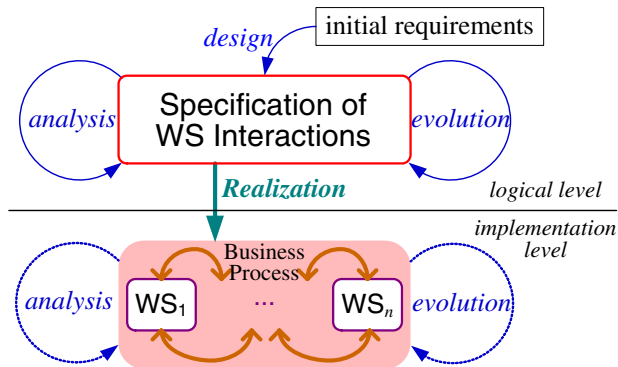 design
initial requirements
analysis
Specification of
WS Interactions
evolution
Realization
logical level
implementation
level
Business
Process
analysis
WS1
...
WSn
evolution